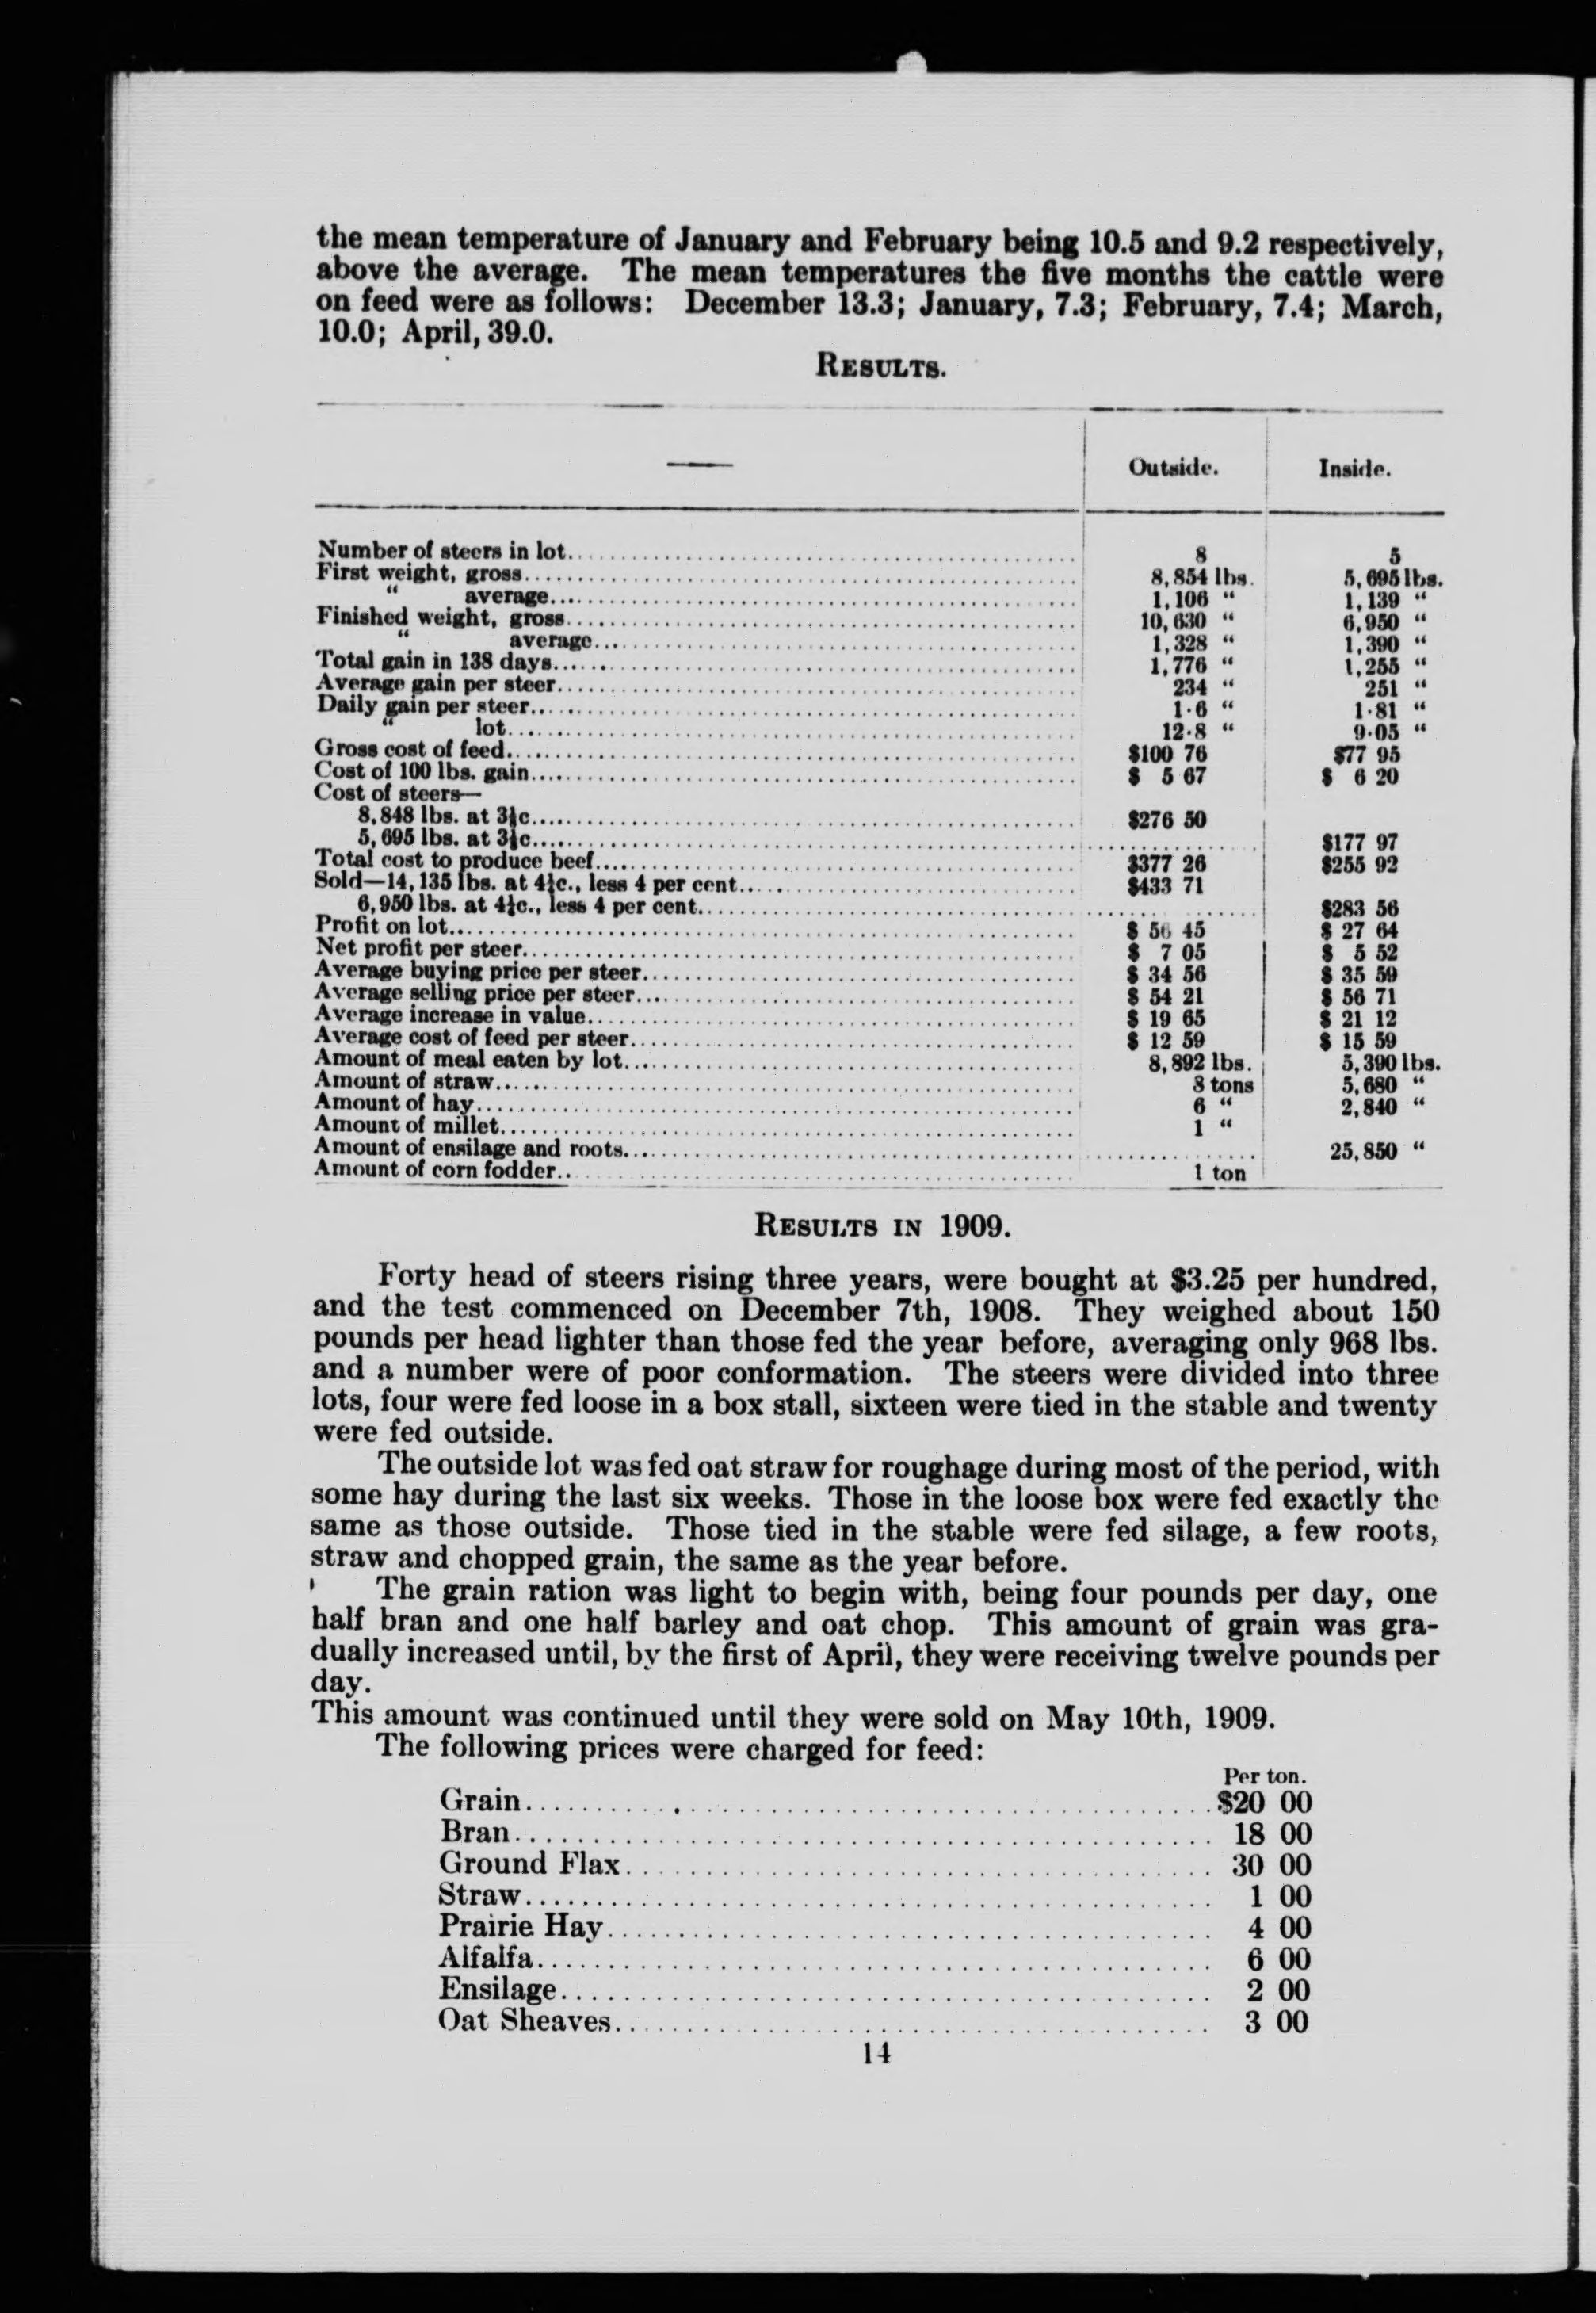 the mean temperature of January and February being 10.5 and 9.2 respectively,
above the average. The mean temperatures the five months the cattle were
on feed were as follows: December 13.3; January, 7.3; February, 7.4; March,
10.0; April, 39.0.
RESULTS.
—— Outside. Inside.
Number of steers in lot 8 5
First weight, gross 8,854 lbs. 5,695 lbs.
" average 1,106 " 1,139 "
Finished weight, gross 10,630 " 6,950 "
" average 1,328 " 1,390 "
Total gain in 138 days 1,776 " 1,255 "
Average gain per steer 234 " 251 "
Daily gain per steer 1·6 " 1·81 "
" lot 12·8 " 9·05 "
Gross cost of feed $100 76 $77 95
Cost of 100 lbs. gain $ 5 67 $ 6 20
Cost of steers—
8,848 lbs. at $276 50
5,695 lbs. at $177 97
Total cost to produce beef $377 26 $255 92
Sold—14,135 lbs. at less 4 per cent $433 71
6,950 lbs. at less 4 per cent $283 56
Profit on lot $ 56 45 $ 27 64
Net profit per steer $ 7 05 $ 5 52
Average buying price per steer $ 34 56 $ 35 59
Average selling price per steer $ 54 21 $ 56 71
Average increase in value $ 19 65 $ 21 12
Average cost of feed per steer $ 12 59 $ 15 59
Amount of meal eaten by lot 8,892 lbs. 5,390 lbs.
Amount of straw tons 5,680 "
Amount of hay 6 " 2,840 "
Amount of millet 1 "
Amount of ensilage and roots 25,850 "
Amount of corn fodder 1 ton
RESULTS IN 1909.
Forty head of steers rising three years, were bought at $3.25 per hundred,
and the test commenced on December 7th, 1908. They weighed about 150
pounds per head lighter than those fed the year before, averaging only 968 lbs.
and a number were of poor conformation. The steers were divided into three
lots, four were fed loose in a box stall, sixteen were tied in the stable and twenty
were fed outside.
The outside lot was fed oat straw for roughage during most of the period, with
some hay during the last six weeks. Those in the loose box were fed exactly the
same as those outside. Those tied in the stable were fed silage, a few roots,
straw and chopped grain, the same as the year before.
The grain ration was light to begin with, being four pounds per day, one
half bran and one half barley and oat chop. This amount of grain was gra-
dually increased until, by the first of April, they were receiving twelve pounds per
day.
This amount was continued until they were sold on May 10th, 1909.
The following prices were charged for feed:
Per ton.
Grain $20 00
Bran 18 00
Ground Flax 30 00
Straw 1 00
Prairie Hay 4 00
Alfalfa 6 00
Ensilage 2 00
Oat Sheaves 3 00
14